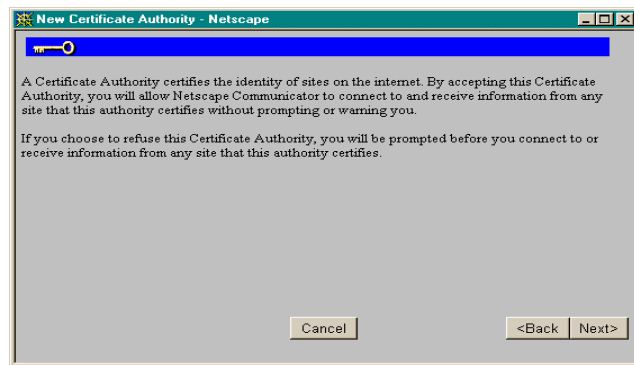 New Certificate Authority - Netscape
A Certificate Authority certifies the identity of sites on the internet. By accepting this Certificate
Authority, you will allow Netscape Communicator to connect to and receive information from any
site that this authority certifies without prompting or warning you.
If you choose to refuse this Certificate Authority, you will be prompted before you connect to or
receive information from any site that this authority certifies.
Cancel <Back Next>